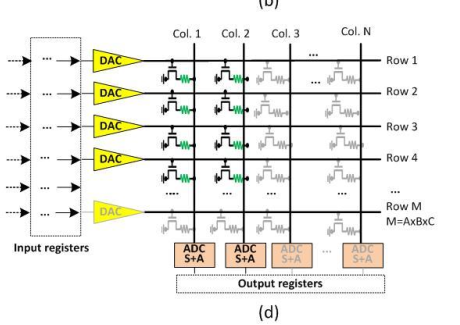 (b)
Col. 1 Col. 2 Col. 3 Col. N
... DAC ... Row 1
... DAC ... Row 2
... DAC Row 3
... DAC Row 4
... .... .... ... ... ...
... DAC Row M
M=AxBxC
Input registers
ADC ADC ADC ... ADC
S+A S+A S+A S+A
Output registers
(d)